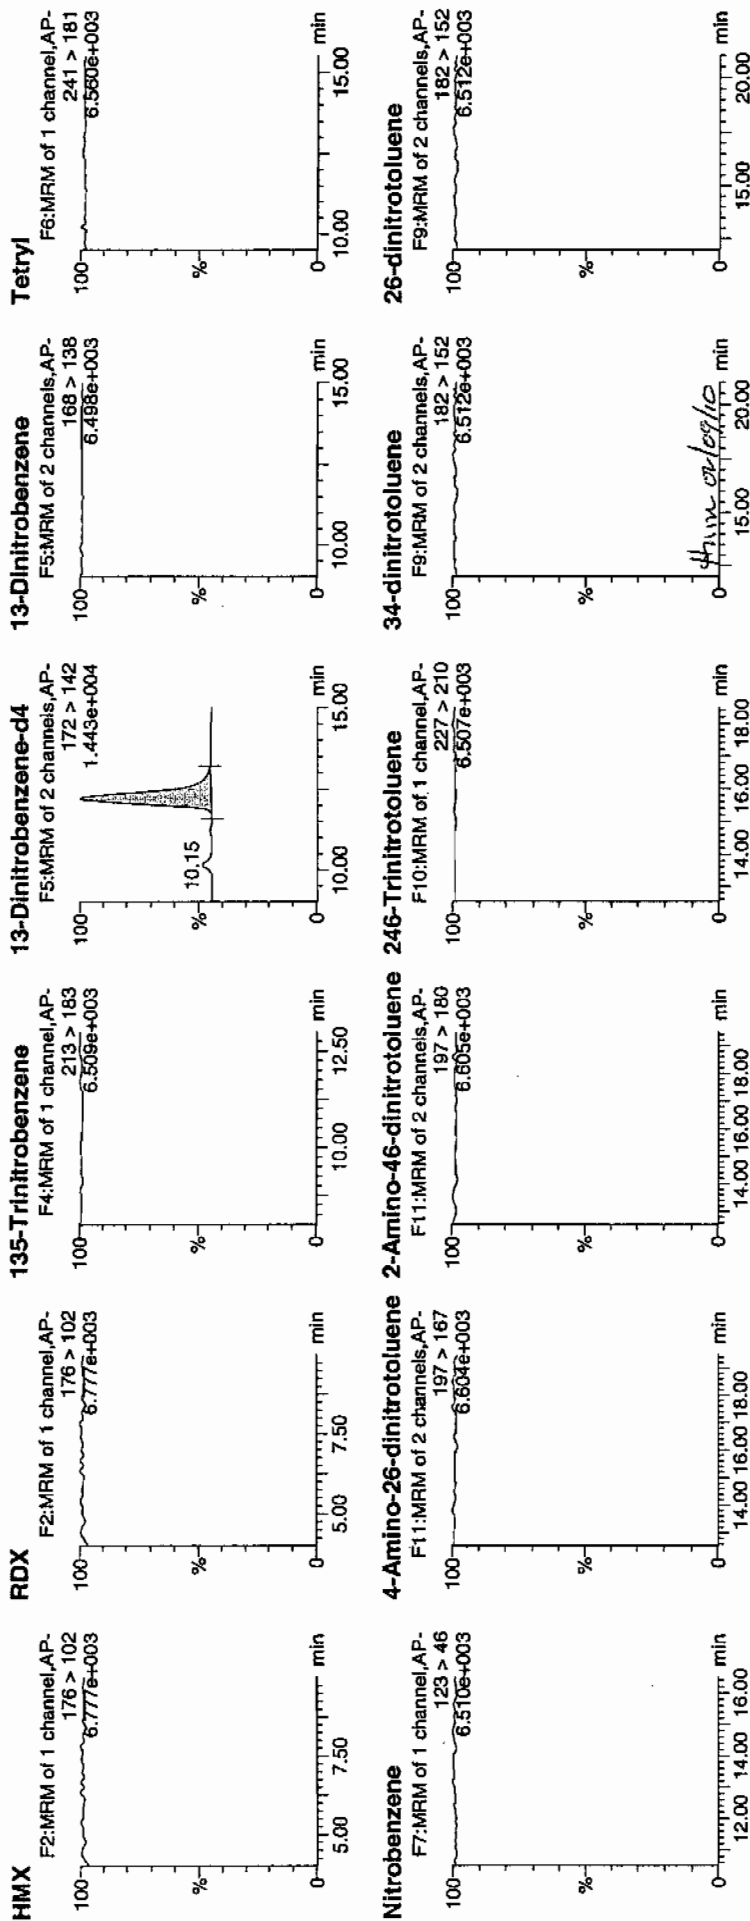 HMX
F2:MRM of 1 channel,AP-
176 > 102
6.777e+003
100
%
0
5.00 7.50 min
RDX
F2:MRM of 1 channel,AP-
176 > 102
6.777e+003
100
%
0
5.00 7.50 min
135-Trinitrobenzene
F4:MRM of 1 channel,AP-
213 > 183
6.509e+003
100
%
0
10.00 12.50 min
13-Dinitrobenzene-d4
F5:MRM of 2 channels,AP-
172 > 142
1.443e+004
100
%
10.15
0
10.00 15.00 min
13-Dinitrobenzene
F5:MRM of 2 channels,AP-
168 > 138
6.498e+003
100
%
0
10.00 15.00 min
Tetryl
F6:MRM of 1 channel,AP-
241 > 181
6.560e+003
100
%
0
10.00 15.00 min
Nitrobenzene
F7:MRM of 1 channel,AP-
123 > 46
6.510e+003
100
%
0
12.00 14.00 16.00 min
4-Amino-26-dinitrotoluene
F11:MRM of 2 channels,AP-
197 > 167
6.604e+003
100
%
0
14.00 16.00 18.00 min
2-Amino-46-dinitrotoluene
F11:MRM of 2 channels,AP-
197 > 180
6.605e+003
100
%
0
14.00 16.00 18.00 min
246-Trinitrotoluene
F10:MRM of 1 channel,AP-
227 > 210
6.507e+003
100
%
0
14.00 16.00 18.00 min
34-dinitrotoluene
F9:MRM of 2 channels,AP-
182 > 152
6.512e+003
100
%
02/09/10
0
15.00 20.00 min
26-dinitrotoluene
F9:MRM of 2 channels,AP-
182 > 152
6.512e+003
100
%
0
15.00 20.00 min